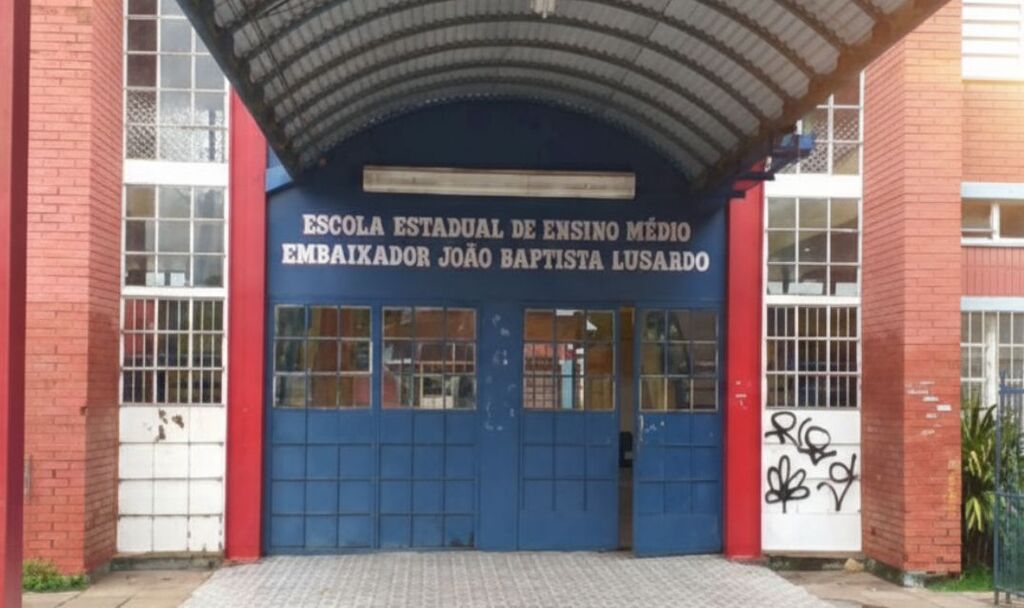 ESCOLA ESTADUAL DE ENSINO MÉDIO
EMBAIXADOR JOÃO BAPTISTA LUSARDO